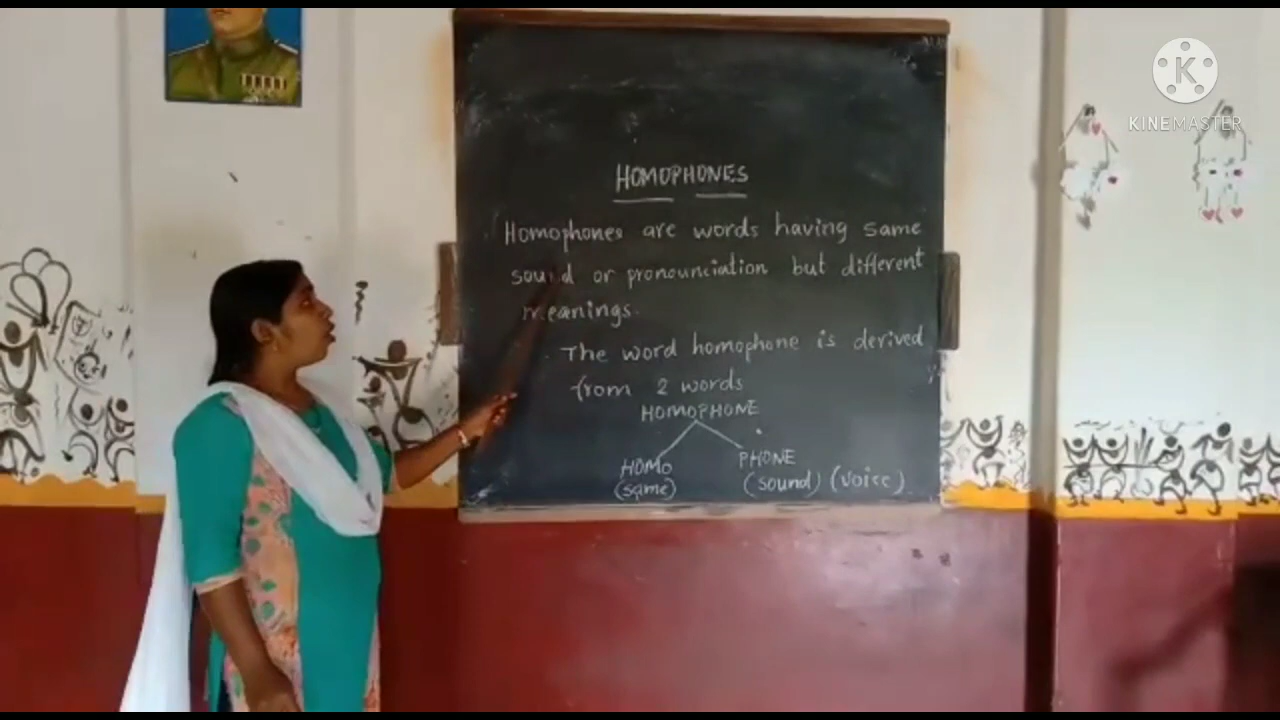 HOMOPHONES
Homophones are words having same
sound or pronounciation but different
meanings.
The word homophone is derived
from 2 words
HOMOPHONE
HOMO PHONE
(same) (sound) (voice)
K
KINEMASTER